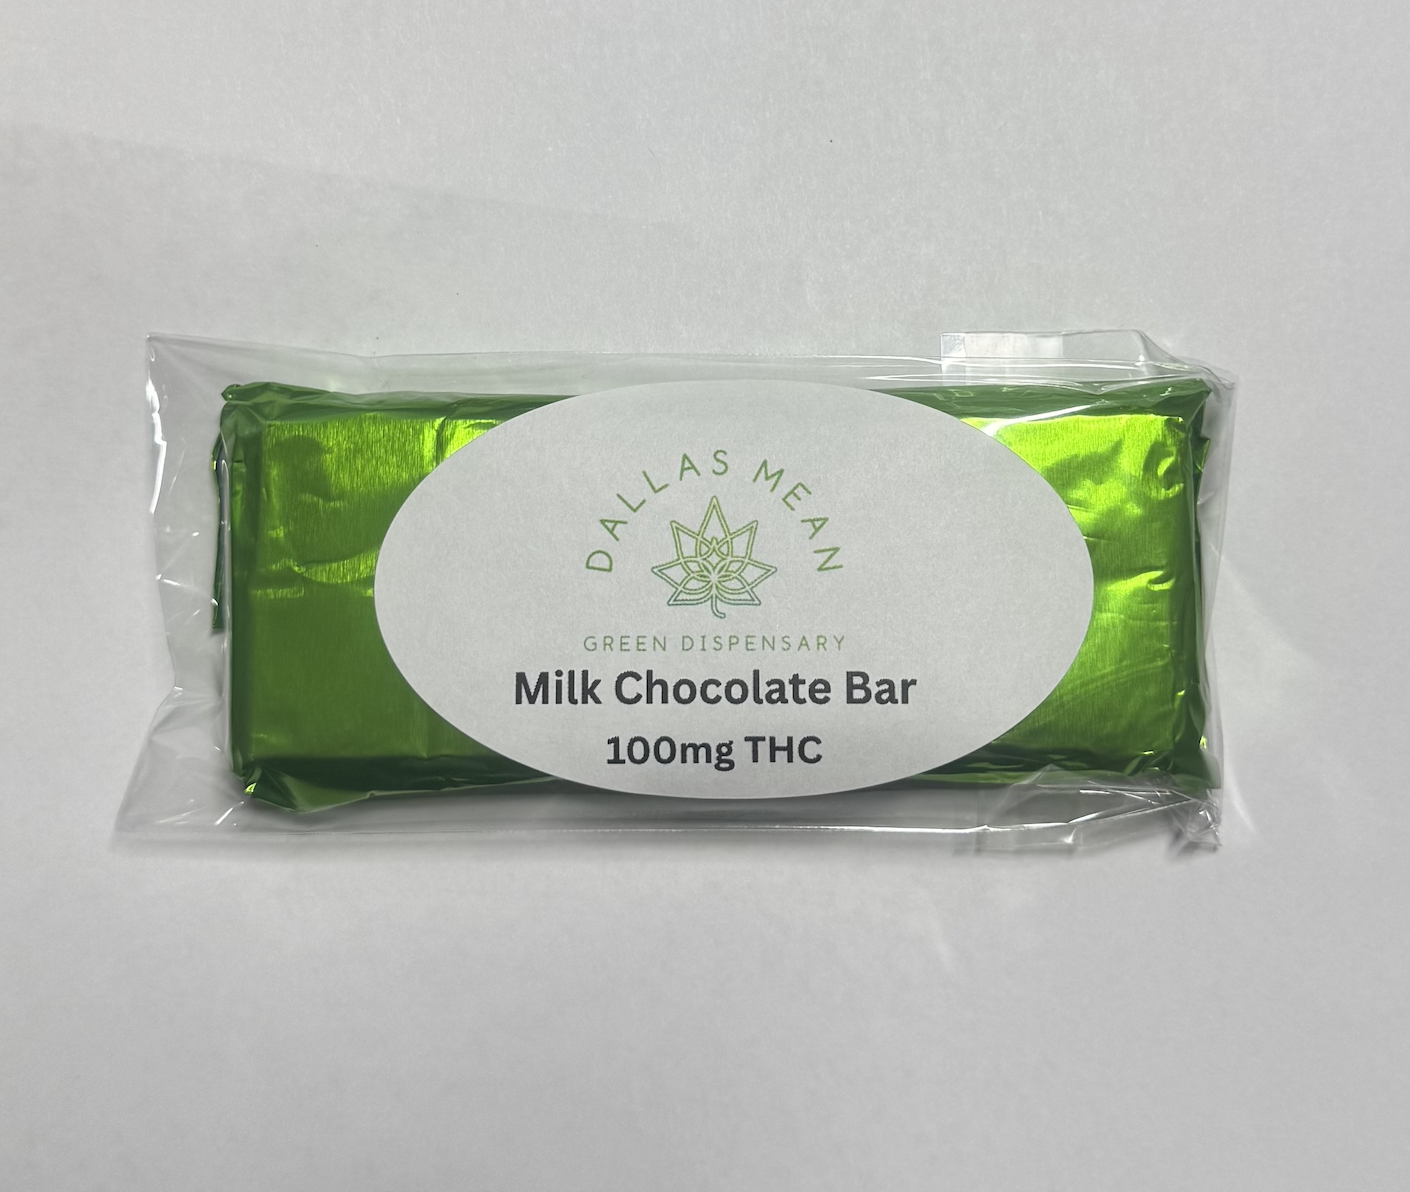 DALLAS MEAN
GREEN DISPENSARY
Milk Chocolate Bar
100mg THC